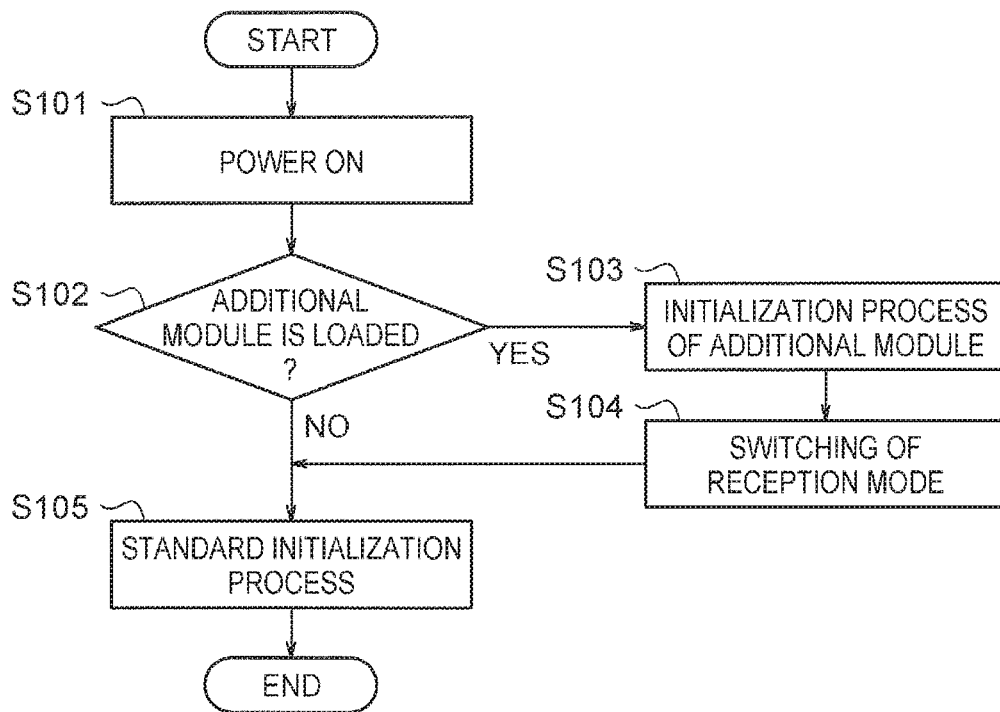 START
S101
POWER ON
S102
ADDITIONAL
MODULE IS LOADED
?
YES
S103
INITIALIZATION PROCESS
OF ADDITIONAL MODULE
S104
SWITCHING OF
RECEPTION MODE
NO
S105
STANDARD INITIALIZATION
PROCESS
END